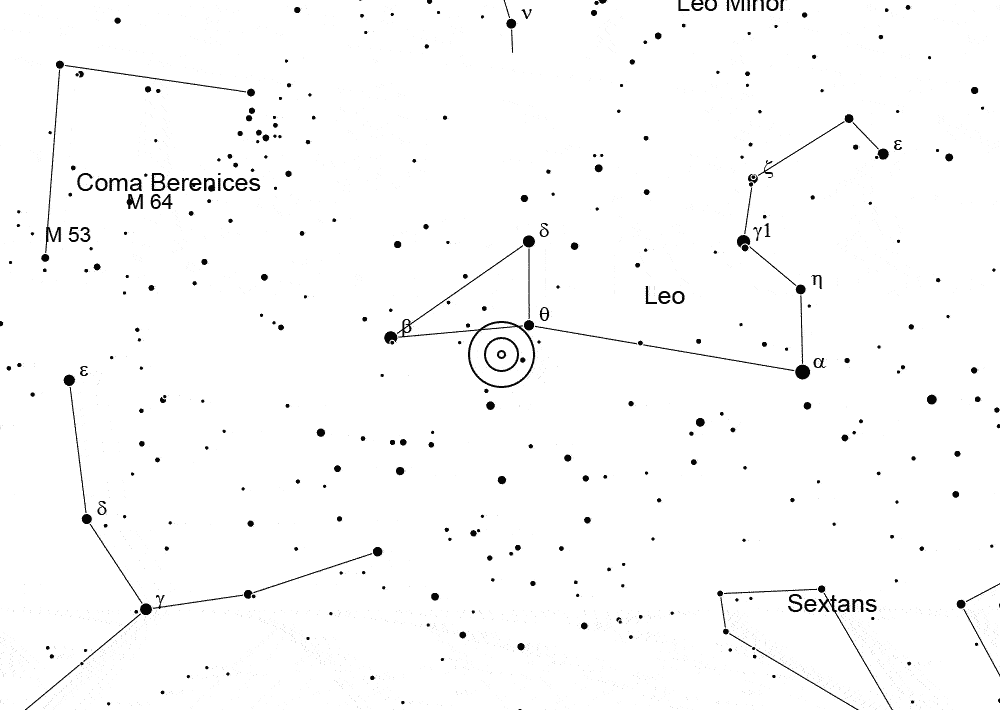 Leo Minor
ν
ε
ζ
Coma Berenices
M 64
γ1
M 53
δ
η
Leo
θ
β
α
ε
δ
γ
Sextans